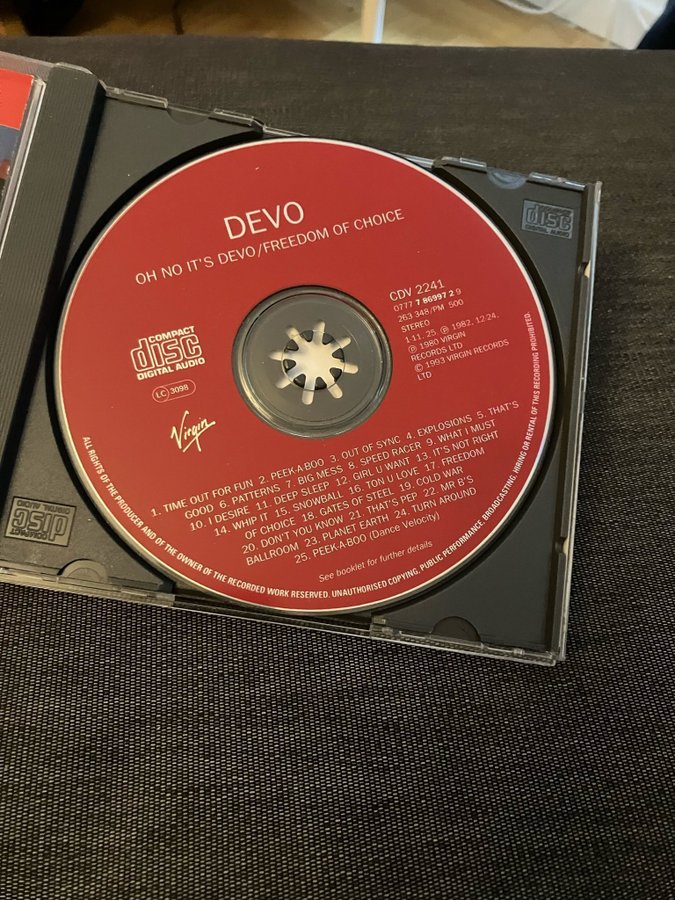 DEVO
OH NO IT'S DEVO/FREEDOM OF CHOICE
COMPACT
disc
DIGITAL AUDIO
LC 3098
Virgin
CDV 2241
0777 7 86997 2 9
263 348/PM 500
STEREO
1-11. 25. ℗ 1982, 12-24.
℗ 1980 VIRGIN
RECORDS LTD
© 1993 VIRGIN RECORDS
LTD
1. TIME OUT FOR FUN 2. PEEK-A-BOO 3. OUT OF SYNC 4. EXPLOSIONS 5. THAT'S
GOOD 6. PATTERNS 7. BIG MESS 8. SPEED RACER 9. WHAT I MUST
10. I DESIRE 11. DEEP SLEEP 12. GIRL U WANT 13. IT'S NOT RIGHT
14. WHIP IT 15. SNOWBALL 16. TON U LOVE 17. FREEDOM
OF CHOICE 18. GATES OF STEEL 19. COLD WAR
20. DON'T YOU KNOW 21. THAT'S PEP 22. MR B'S
BALLROOM 23. PLANET EARTH 24. TURN AROUND
25. PEEK-A-BOO (Dance Velocity)
See booklet for further details
ALL RIGHTS OF THE PRODUCER AND OF THE OWNER OF THE RECORDED WORK RESERVED. UNAUTHORISED COPYING, PUBLIC PERFORMANCE, BROADCASTING, HIRING OR RENTAL OF THIS RECORDING PROHIBITED.
COMPACT
disc
DIGITAL AUDIO
COMPACT
disc
DIGITAL AUDIO